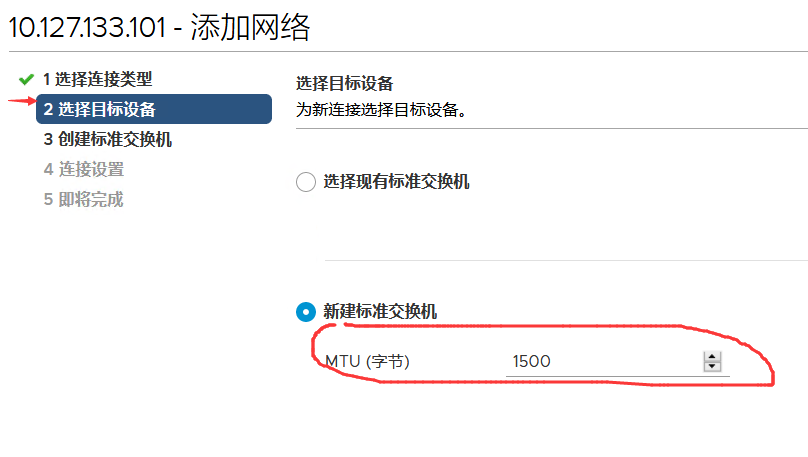 10.127.133.101 - 添加网络
1 选择连接类型
2 选择目标设备
3 创建标准交换机
4 连接设置
5 即将完成
选择目标设备
为新连接选择目标设备。
选择现有标准交换机
新建标准交换机
MTU (字节) 1500